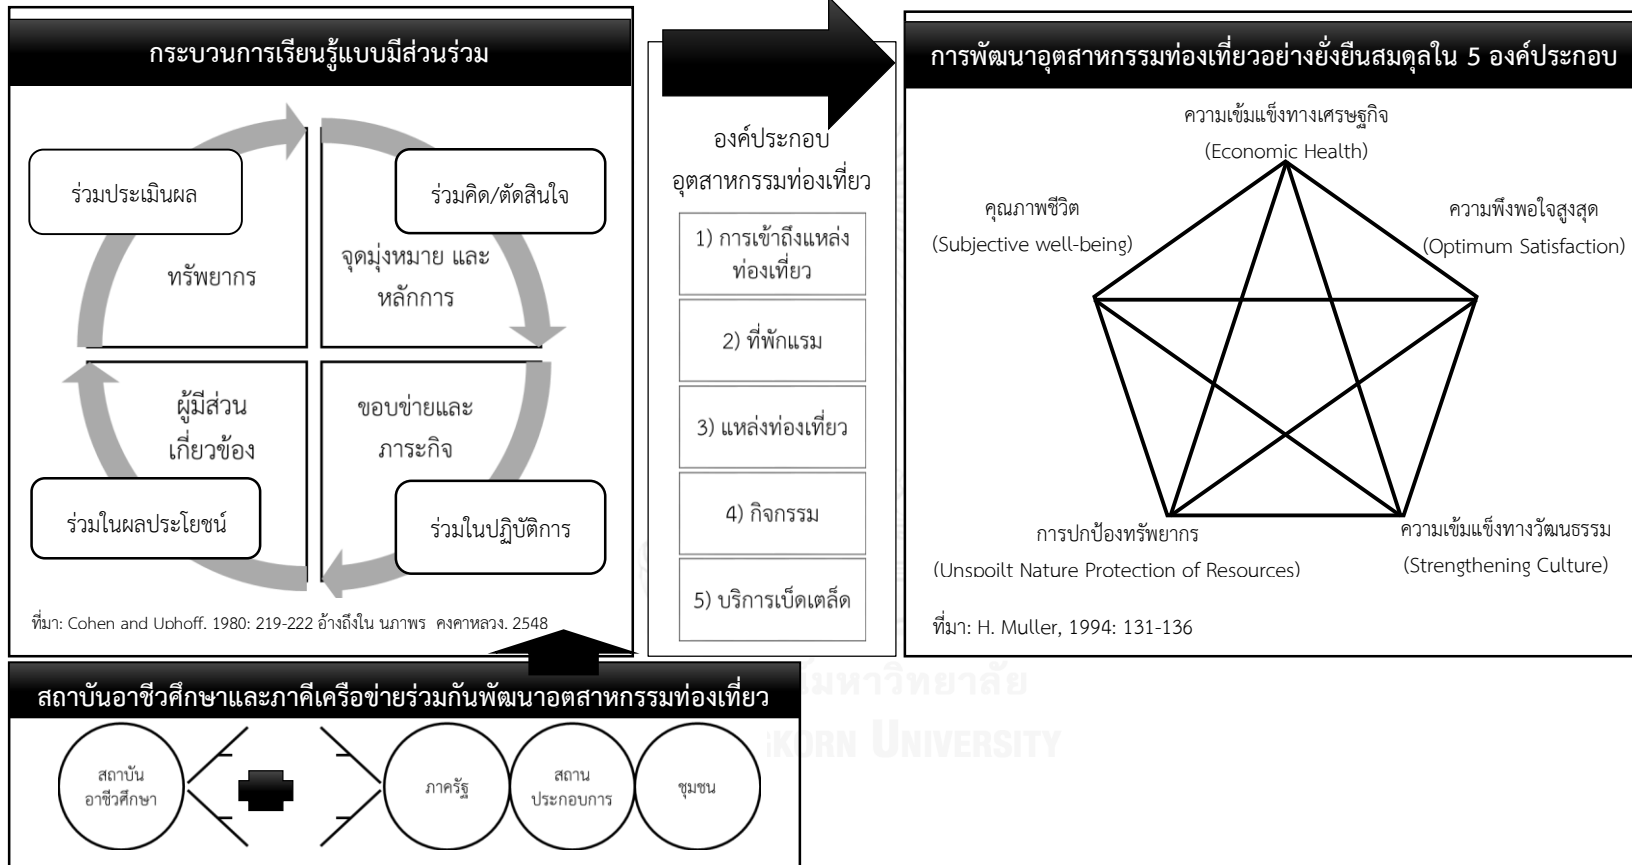 กระบวนการเรียนรู้แบบมีส่วนร่วม
ร่วมประเมินผล
ร่วมคิด/ตัดสินใจ
ทรัพยากร
จุดมุ่งหมาย และ
หลักการ
ผู้มีส่วน
เกี่ยวข้อง
ขอบข่ายและ
ภาระกิจ
ร่วมในผลประโยชน์
ร่วมในปฏิบัติการ
ที่มา: Cohen and Uphoff. 1980: 219-222 อ้างถึงใน นภาพร คงคาหลวง. 2548
องค์ประกอบ
อุตสาหกรรมท่องเที่ยว
1) การเข้าถึงแหล่ง
ท่องเที่ยว
2) ที่พักแรม
3) แหล่งท่องเที่ยว
4) กิจกรรม
5) บริการเบ็ดเตล็ด
การพัฒนาอุตสาหกรรมท่องเที่ยวอย่างยั่งยืนสมดุลใน 5 องค์ประกอบ
ความเข้มแข็งทางเศรษฐกิจ
(Economic Health)
คุณภาพชีวิต
(Subjective well-being)
ความพึงพอใจสูงสุด
(Optimum Satisfaction)
การปกป้องทรัพยากร
(Unspoilt Nature Protection of Resources)
ความเข้มแข็งทางวัฒนธรรม
(Strengthening Culture)
ที่มา: H. Muller, 1994: 131-136
สถาบันอาชีวศึกษาและภาคีเครือข่ายร่วมกันพัฒนาอตสาหกรรมท่องเที่ยว
สถาบัน
อาชีวศึกษา
ภาครัฐ
สถาน
ประกอบการ
ชุมชน
มหาวิทยาลัย
KORN UNIVERSITY